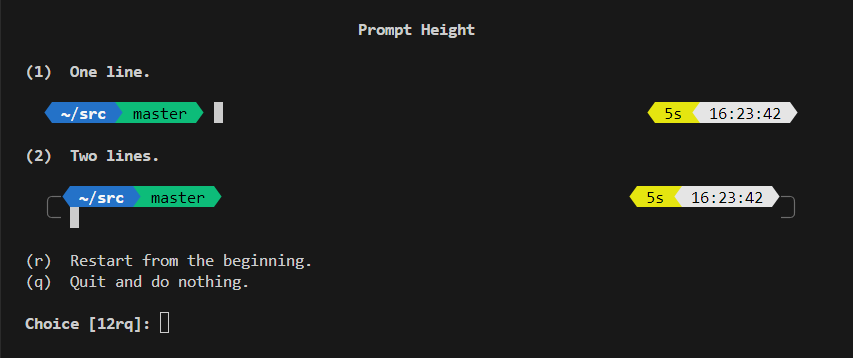 Prompt Height
(1) One line.
~/src master 5s 16:23:42
(2) Two lines.
~/src master 5s 16:23:42
(r) Restart from the beginning.
(q) Quit and do nothing.
Choice [12rq]: